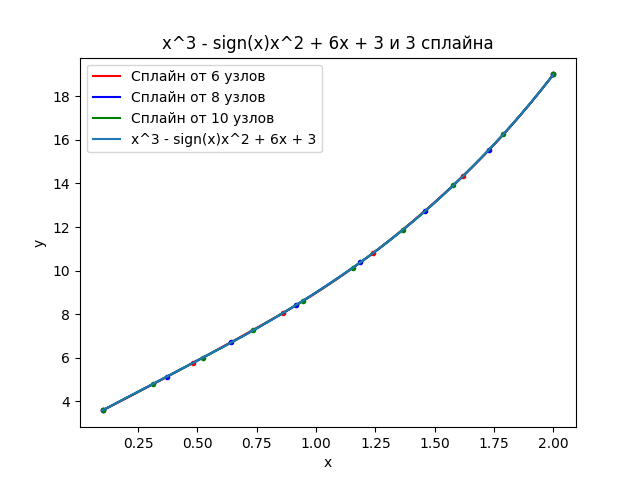 x^3 - sign(x)x^2 + 6x + 3 и 3 сплайна
Сплайн от 6 узлов
Сплайн от 8 узлов
Сплайн от 10 узлов
x^3 - sign(x)x^2 + 6x + 3
18
16
14
12
10
8
6
4
y
0.25 0.50 0.75 1.00 1.25 1.50 1.75 2.00
x